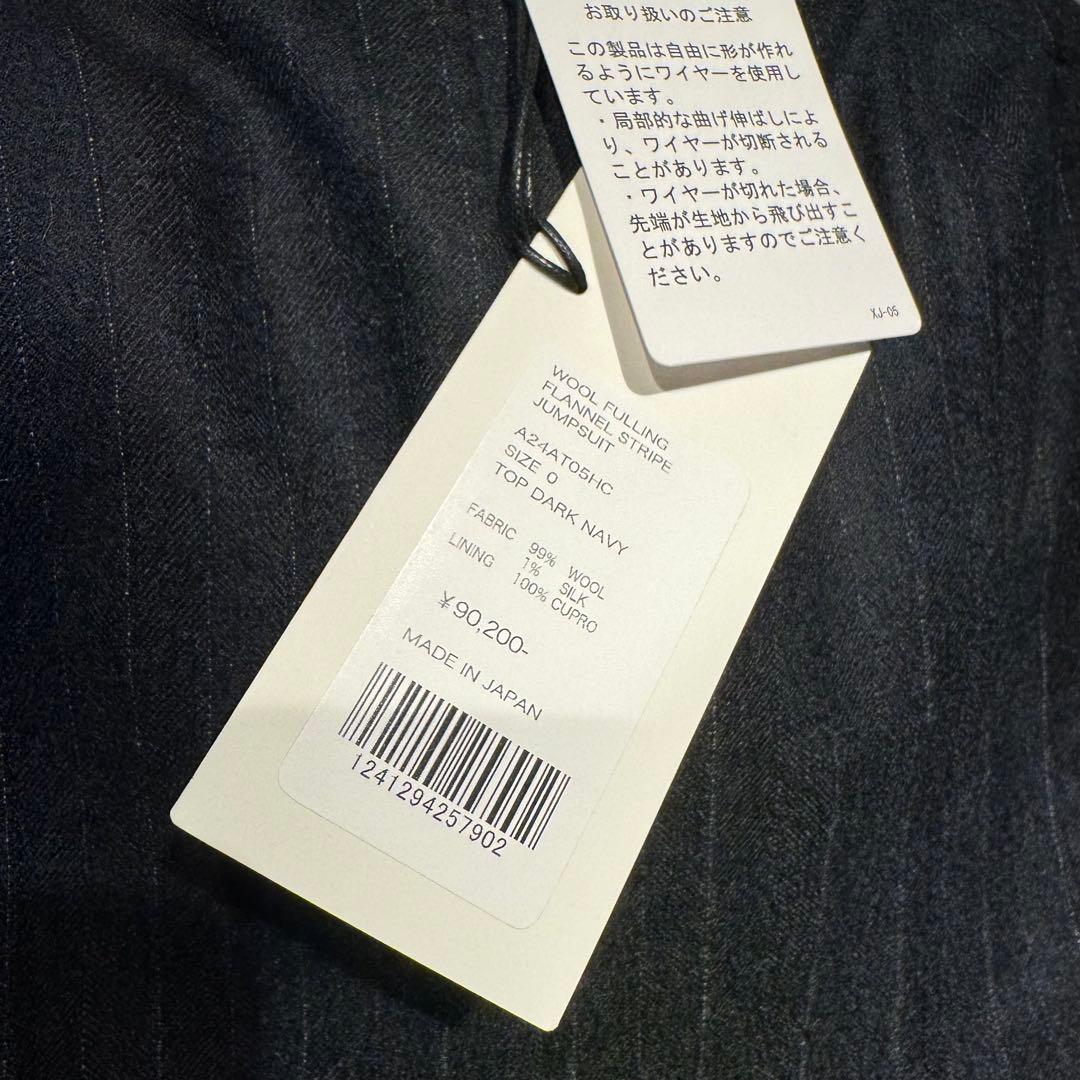 お取り扱いのご注意
この製品は自由に形が作れ
るようにワイヤーを使用し
ています。
・局部的な曲げ伸ばしによ
り、ワイヤーが切断される
ことがあります。
・ワイヤーが切れた場合、
先端が生地から飛び出すこ
とがありますのでご注意く
ださい。
XJ-05
WOOL FULLING
FLANNEL STRIPE
JUMPSUIT
A24AT05HC
SIZE 0
TOP DARK NAVY
FABRIC 99% WOOL
1% SILK
LINING 100% CUPRO
¥90,200-
MADE IN JAPAN
1241294257902